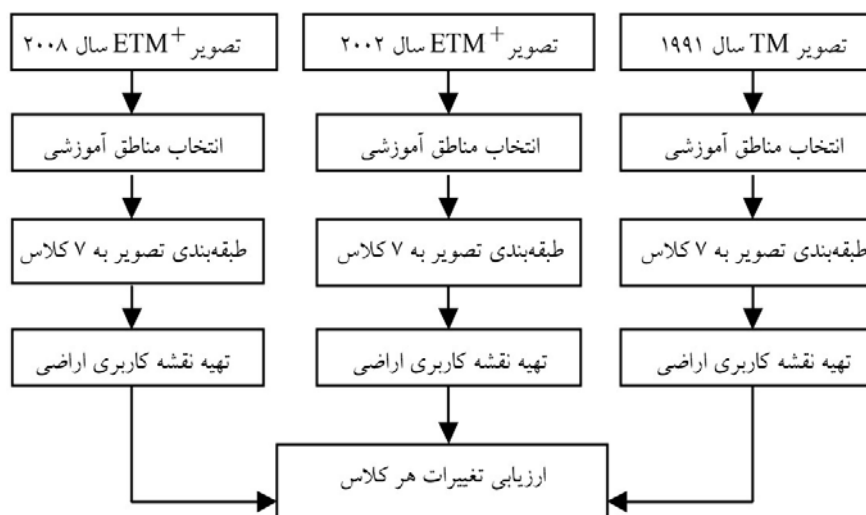 تصویر TM سال ۱۹۹۱
تصویر ETM+ سال ۲۰۰۲
تصویر ETM+ سال ۲۰۰۸
انتخاب مناطق آموزشی
انتخاب مناطق آموزشی
انتخاب مناطق آموزشی
طبقه‌بندی تصویر به ۷ کلاس
طبقه‌بندی تصویر به ۷ کلاس
طبقه‌بندی تصویر به ۷ کلاس
تهیه نقشه کاربری اراضی
تهیه نقشه کاربری اراضی
تهیه نقشه کاربری اراضی
ارزیابی تغییرات هر کلاس